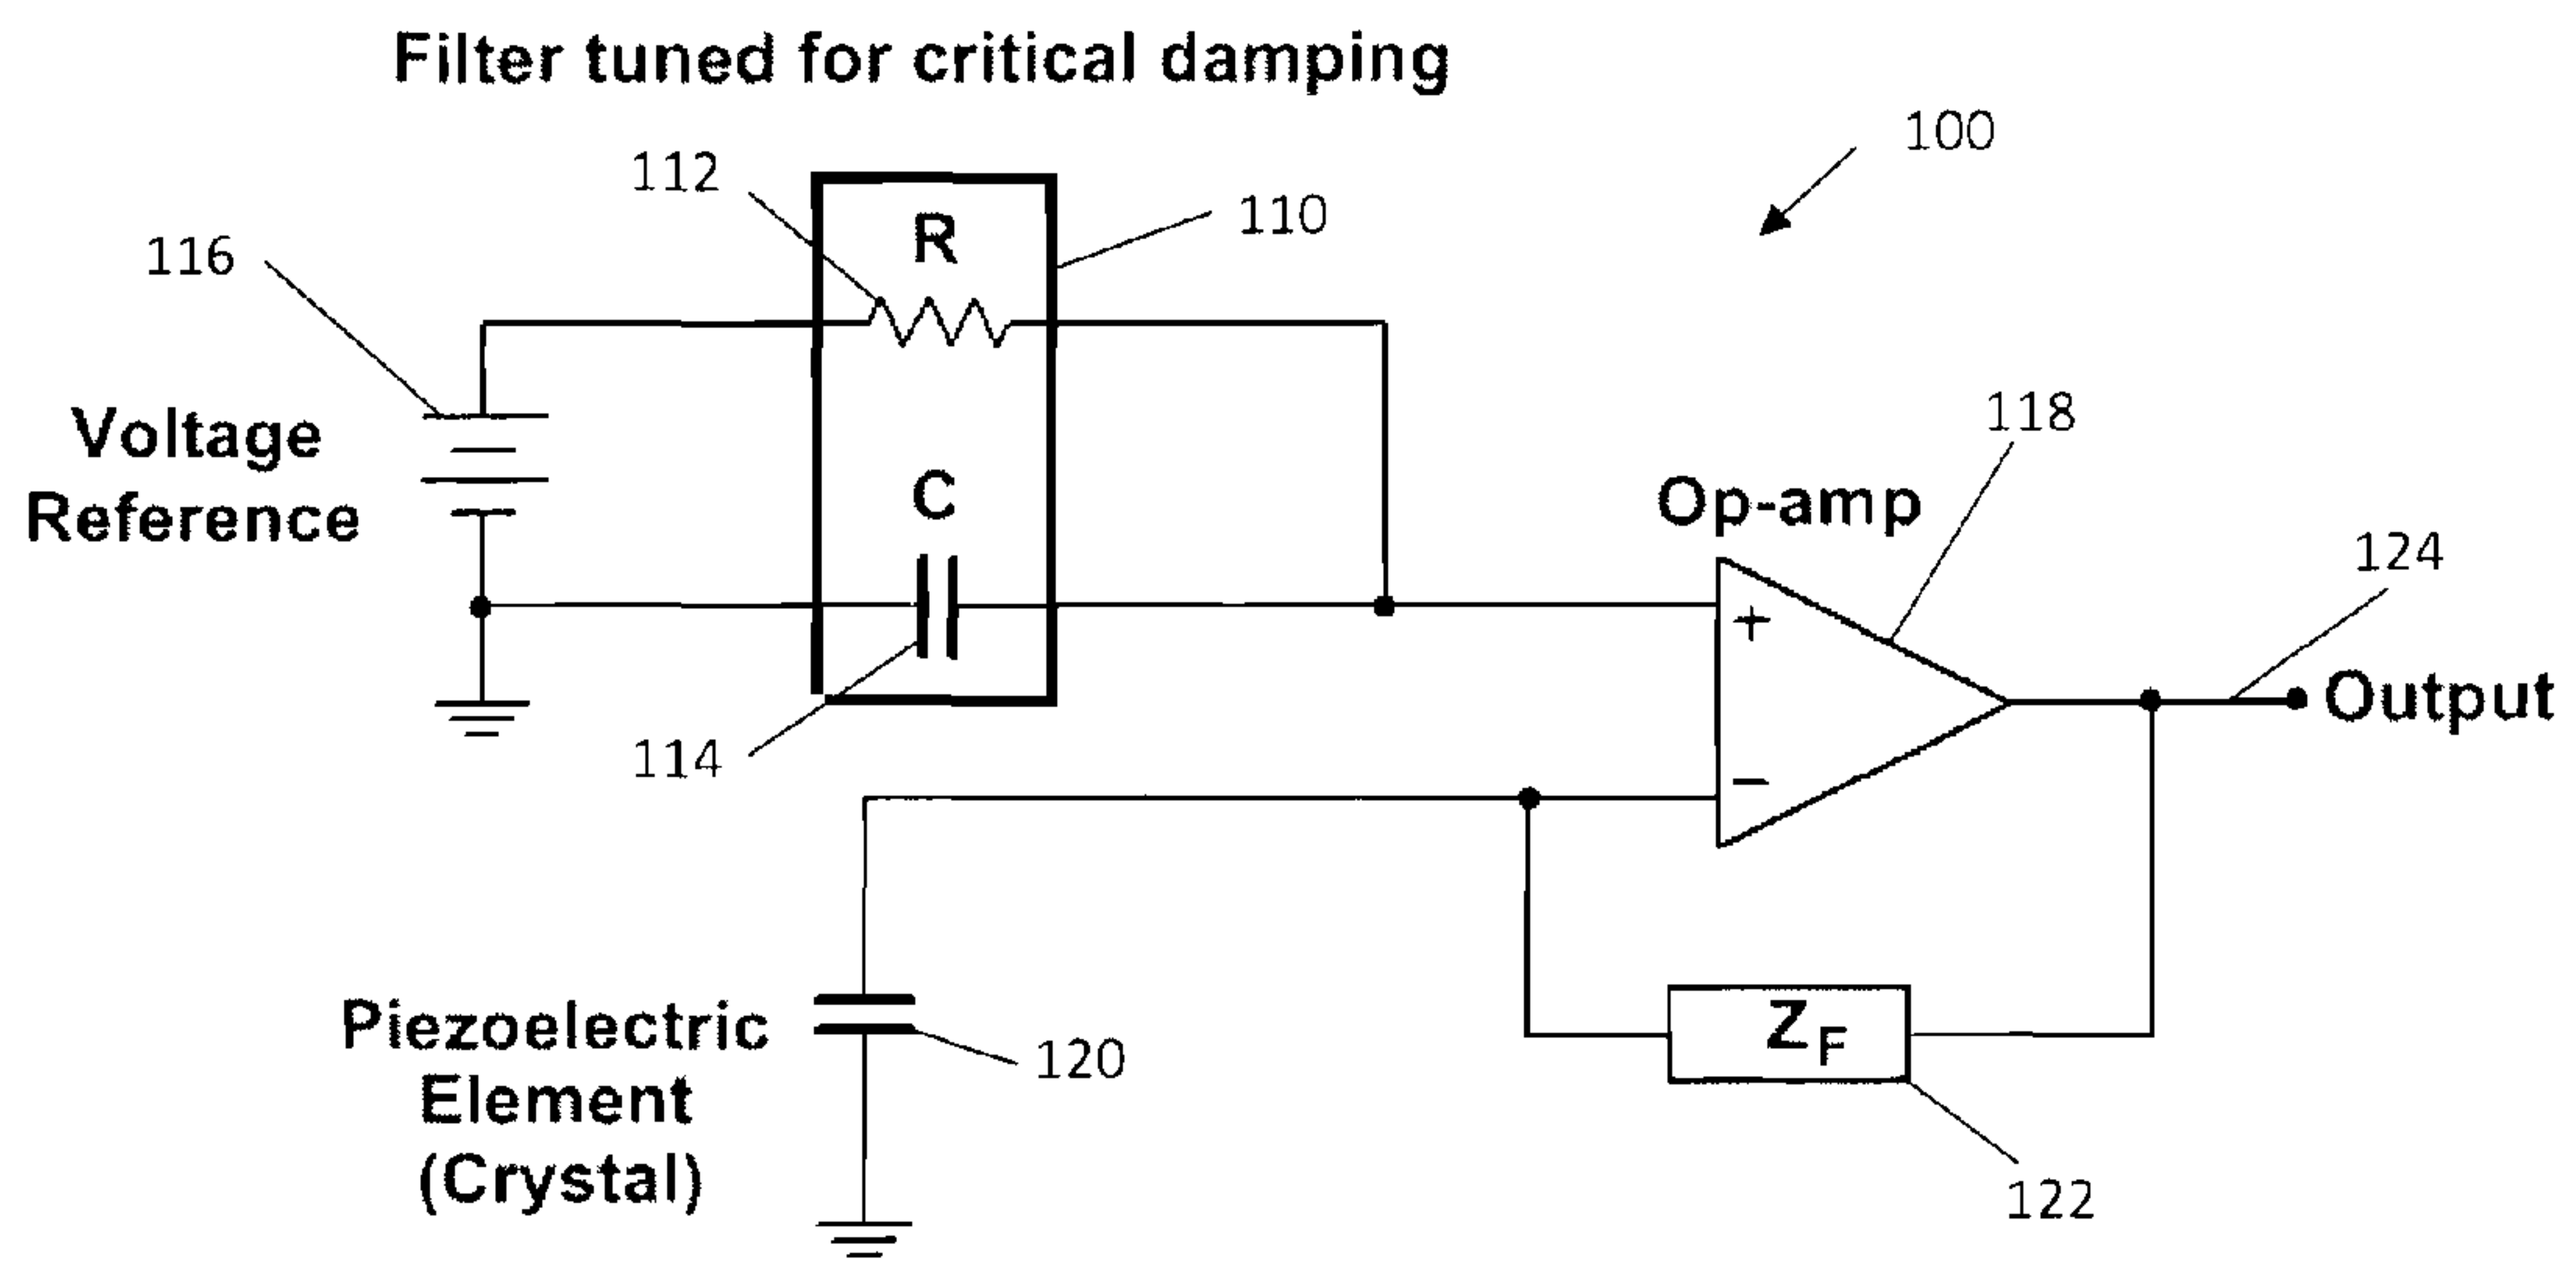 Filter tuned for critical damping
100
112
R
110
116
Voltage
Reference
C
118
Op-amp
124
+
Output
114
−
Piezoelectric
Element
(Crystal)
120
Z F
122